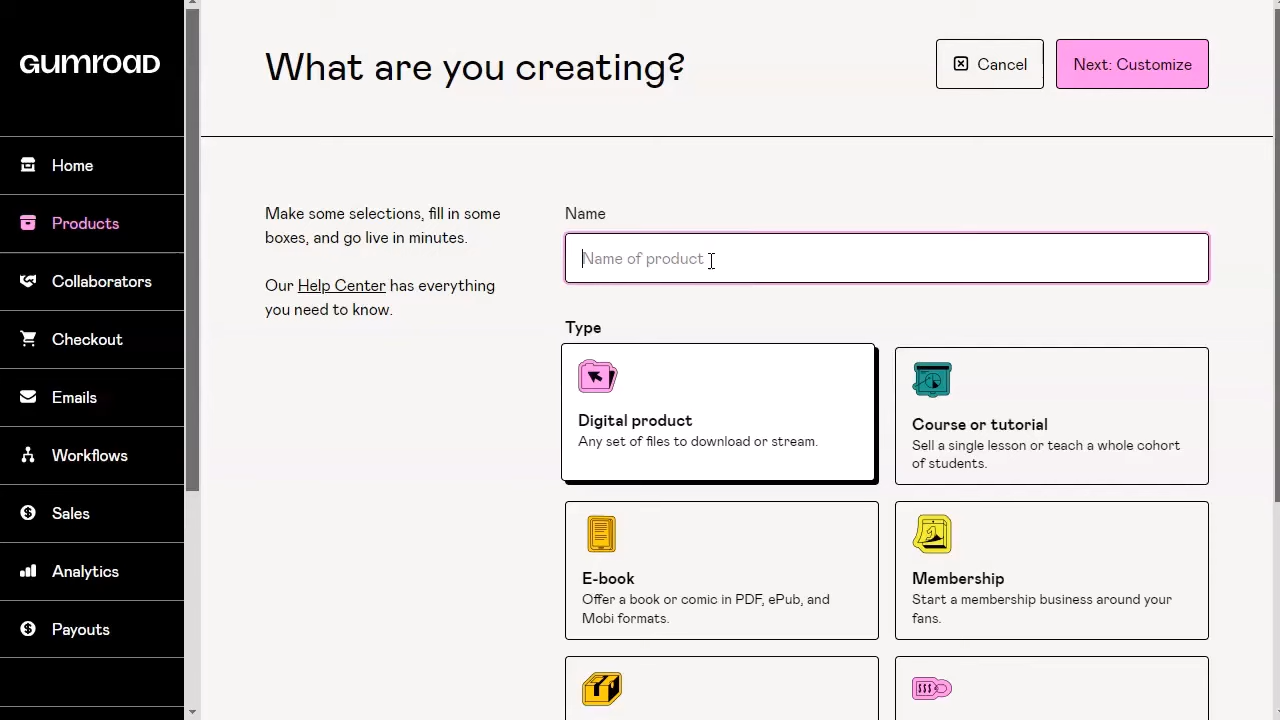 GUMROAD
Home
Products
Collaborators
Checkout
Emails
Workflows
Sales
Analytics
Payouts
What are you creating?
Cancel
Next: Customize
Make some selections, fill in some
boxes, and go live in minutes.
Our Help Center has everything
you need to know.
Name
Name of product
Type
Digital product
Any set of files to download or stream.
Course or tutorial
Sell a single lesson or teach a whole cohort
of students.
E-book
Offer a book or comic in PDF, ePub, and
Mobi formats.
Membership
Start a membership business around your
fans.